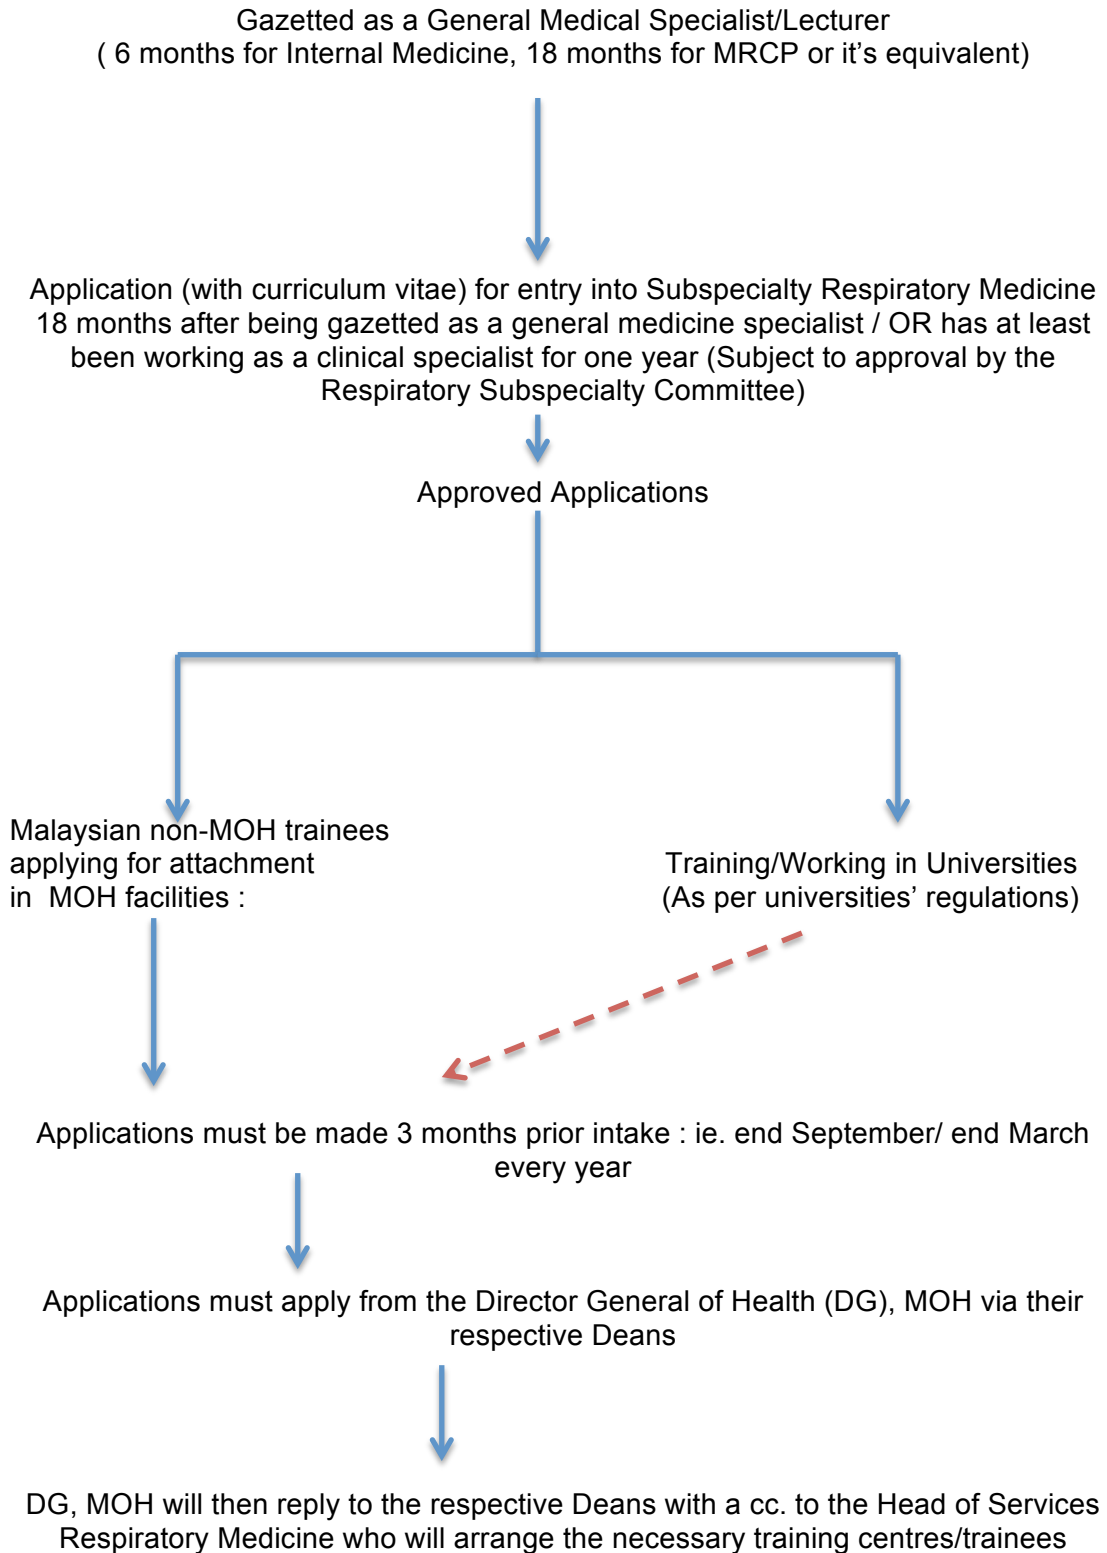 Gazetted as a General Medical Specialist/Lecturer
( 6 months for Internal Medicine, 18 months for MRCP or it’s equivalent)
Application (with curriculum vitae) for entry into Subspecialty Respiratory Medicine
18 months after being gazetted as a general medicine specialist / OR has at least
been working as a clinical specialist for one year (Subject to approval by the
Respiratory Subspecialty Committee)
Approved Applications
Malaysian non-MOH trainees
applying for attachment
in MOH facilities :
Training/Working in Universities
(As per universities’ regulations)
Applications must be made 3 months prior intake : ie. end September/ end March
every year
Applications must apply from the Director General of Health (DG), MOH via their
respective Deans
DG, MOH will then reply to the respective Deans with a cc. to the Head of Services
Respiratory Medicine who will arrange the necessary training centres/trainees